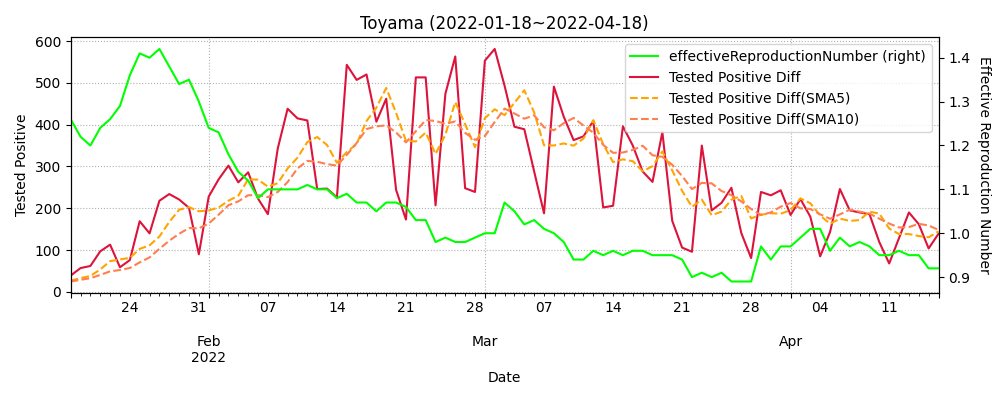 Toyama (2022-01-18~2022-04-18)
effectiveReproductionNumber (right)
Tested Positive Diff
Tested Positive Diff(SMA5)
Tested Positive Diff(SMA10)
Tested Positive
600
500
400
300
200
100
0
Effective Reproduction Number
1.4
1.3
1.2
1.1
1.0
0.9
24 31 07 14 21 28 07 14 21 28 04 11
Feb Mar Apr
2022
Date